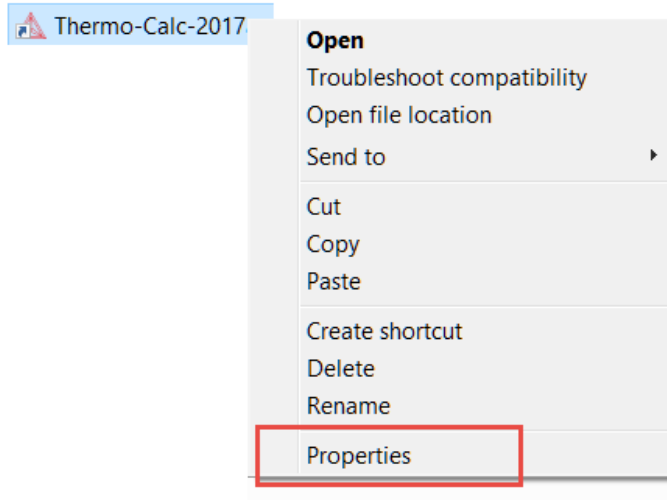 Thermo-Calc-2017
Open
Troubleshoot compatibility
Open file location
Send to
Cut
Copy
Paste
Create shortcut
Delete
Rename
Properties